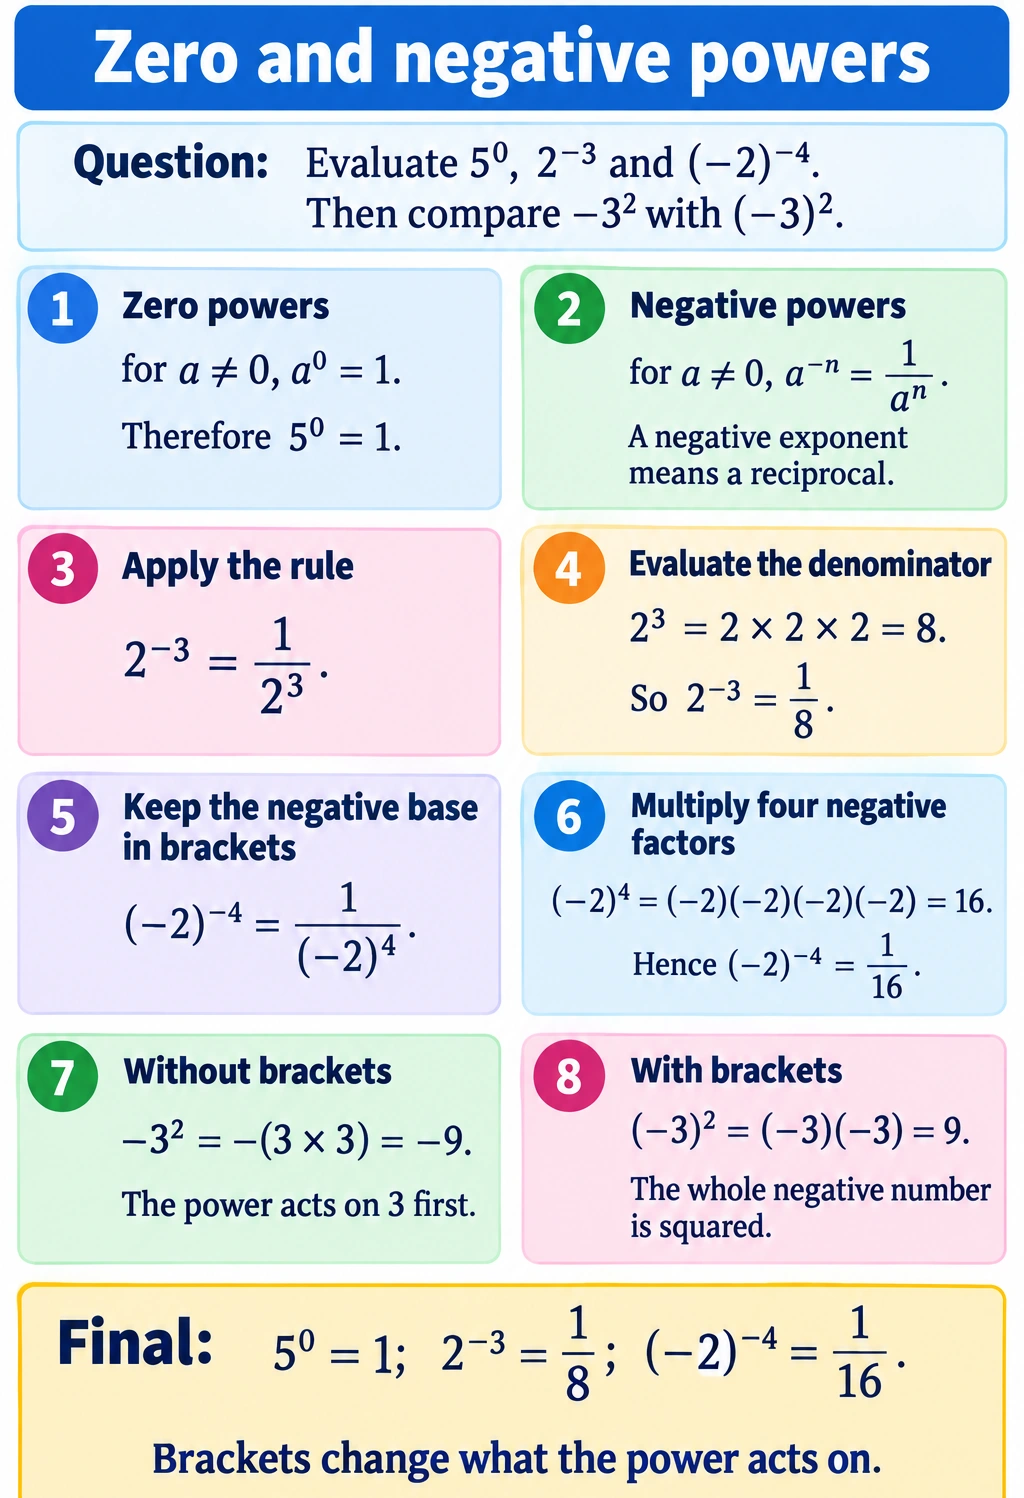 Zero and negative powers
Question: Evaluate 5⁰, 2⁻³ and (−2)⁻⁴.
Then compare −3² with (−3)².
1 Zero powers
for a ≠ 0, a⁰ = 1.
Therefore 5⁰ = 1.
2 Negative powers
for a ≠ 0, a⁻ⁿ = 1/aⁿ.
A negative exponent
means a reciprocal.
3 Apply the rule
2⁻³ = 1/2³.
4 Evaluate the denominator
2³ = 2 × 2 × 2 = 8.
So 2⁻³ = 1/8.
5 Keep the negative base
in brackets
(−2)⁻⁴ = 1/(−2)⁴.
6 Multiply four negative
factors
(−2)⁴ = (−2)(−2)(−2)(−2) = 16.
Hence (−2)⁻⁴ = 1/16.
7 Without brackets
−3² = −(3 × 3) = −9.
The power acts on 3 first.
8 With brackets
(−3)² = (−3)(−3) = 9.
The whole negative number
is squared.
Final: 5⁰ = 1; 2⁻³ = 1/8; (−2)⁻⁴ = 1/16.
Brackets change what the power acts on.